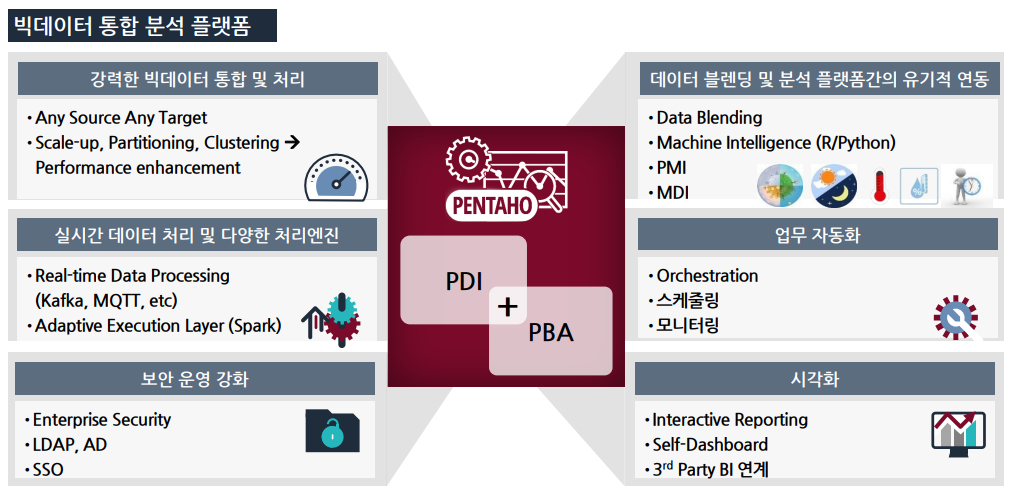 빅데이터 통합 분석 플랫폼
강력한 빅데이터 통합 및 처리
• Any Source Any Target
• Scale-up, Partitioning, Clustering →
Performance enhancement
실시간 데이터 처리 및 다양한 처리엔진
• Real-time Data Processing
(Kafka, MQTT, etc)
• Adaptive Execution Layer (Spark)
보안 운영 강화
• Enterprise Security
• LDAP, AD
• SSO
PENTAHO
PDI
+
PBA
데이터 블렌딩 및 분석 플랫폼간의 유기적 연동
• Data Blending
• Machine Intelligence (R/Python)
• PMI
• MDI
%
업무 자동화
• Orchestration
• 스케줄링
• 모니터링
시각화
• Interactive Reporting
• Self-Dashboard
• 3rd Party BI 연계